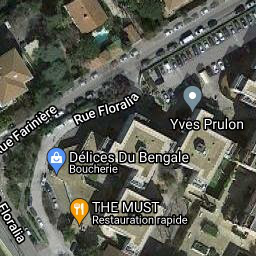 Rue Floralia
Yves Prulon
Rue Farinière
Délices Du Bengale
Boucherie
THE MUST
Restauration rapide
Floralia